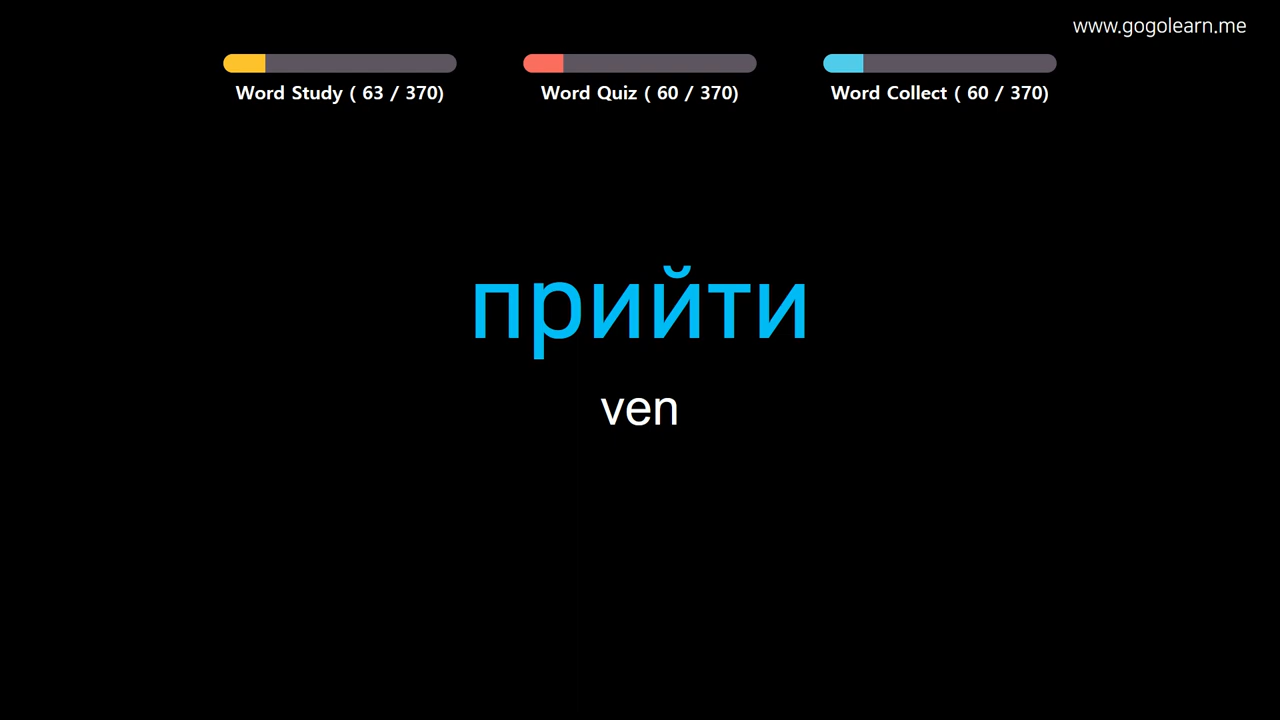 www.gogolearn.me
Word Study ( 63 / 370)
Word Quiz ( 60 / 370)
Word Collect ( 60 / 370)
прийти
ven